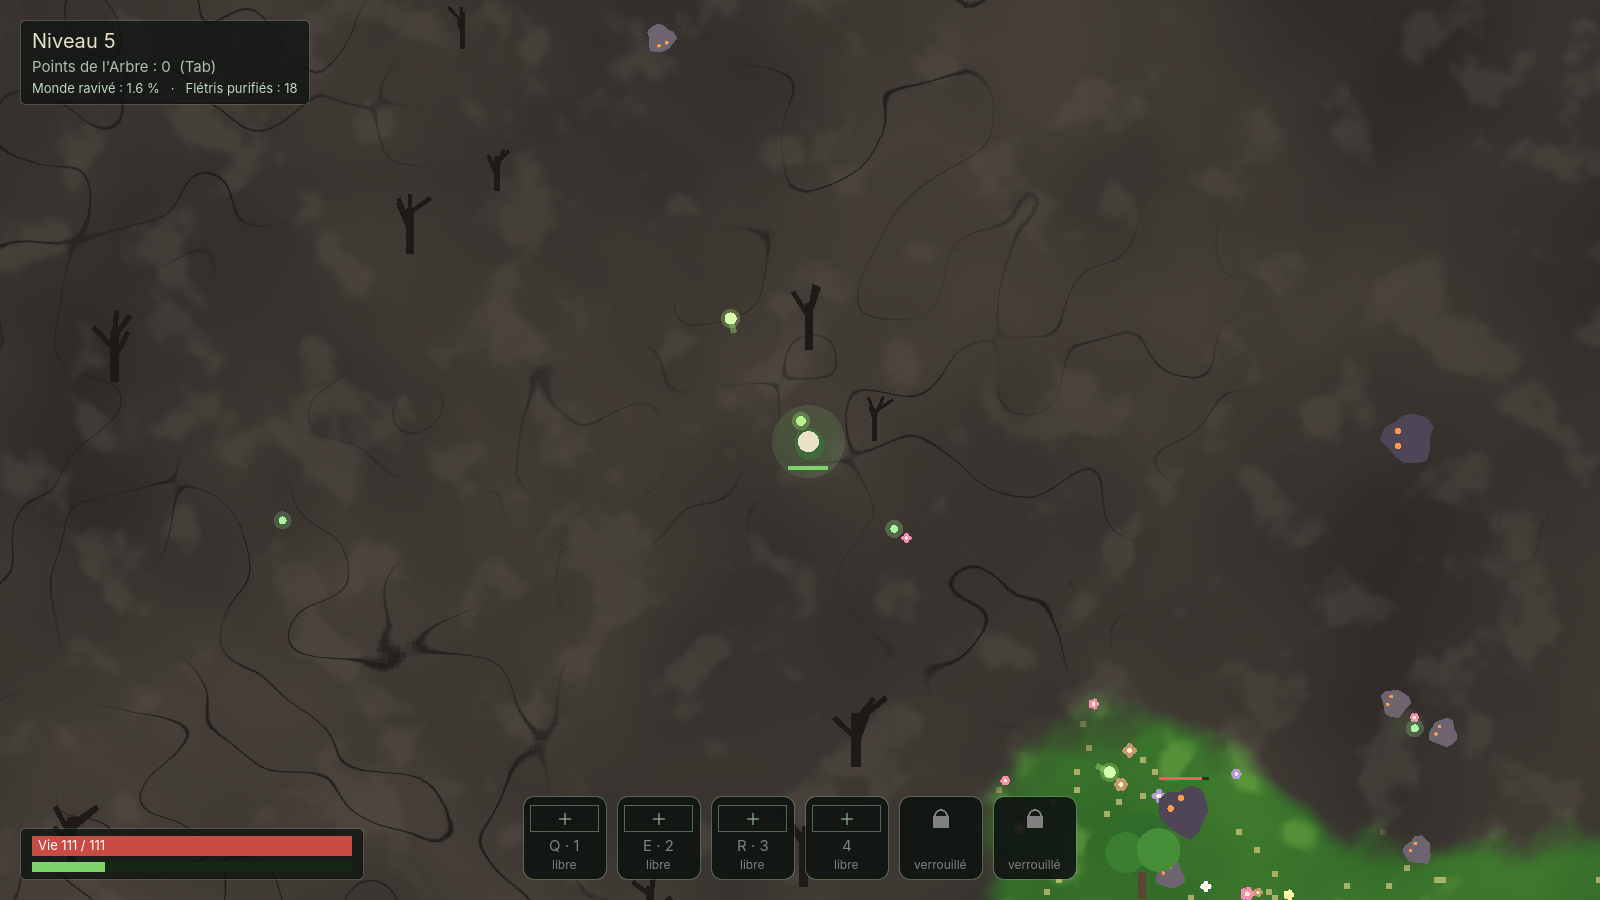 Niveau 5
Points de l'Arbre : 0 (Tab)
Monde ravivé : 1.6 % · Flétris purifiés : 18
Vie 111 / 111
Q · 1
libre
E · 2
libre
R · 3
libre
4
libre
verrouillé
verrouillé